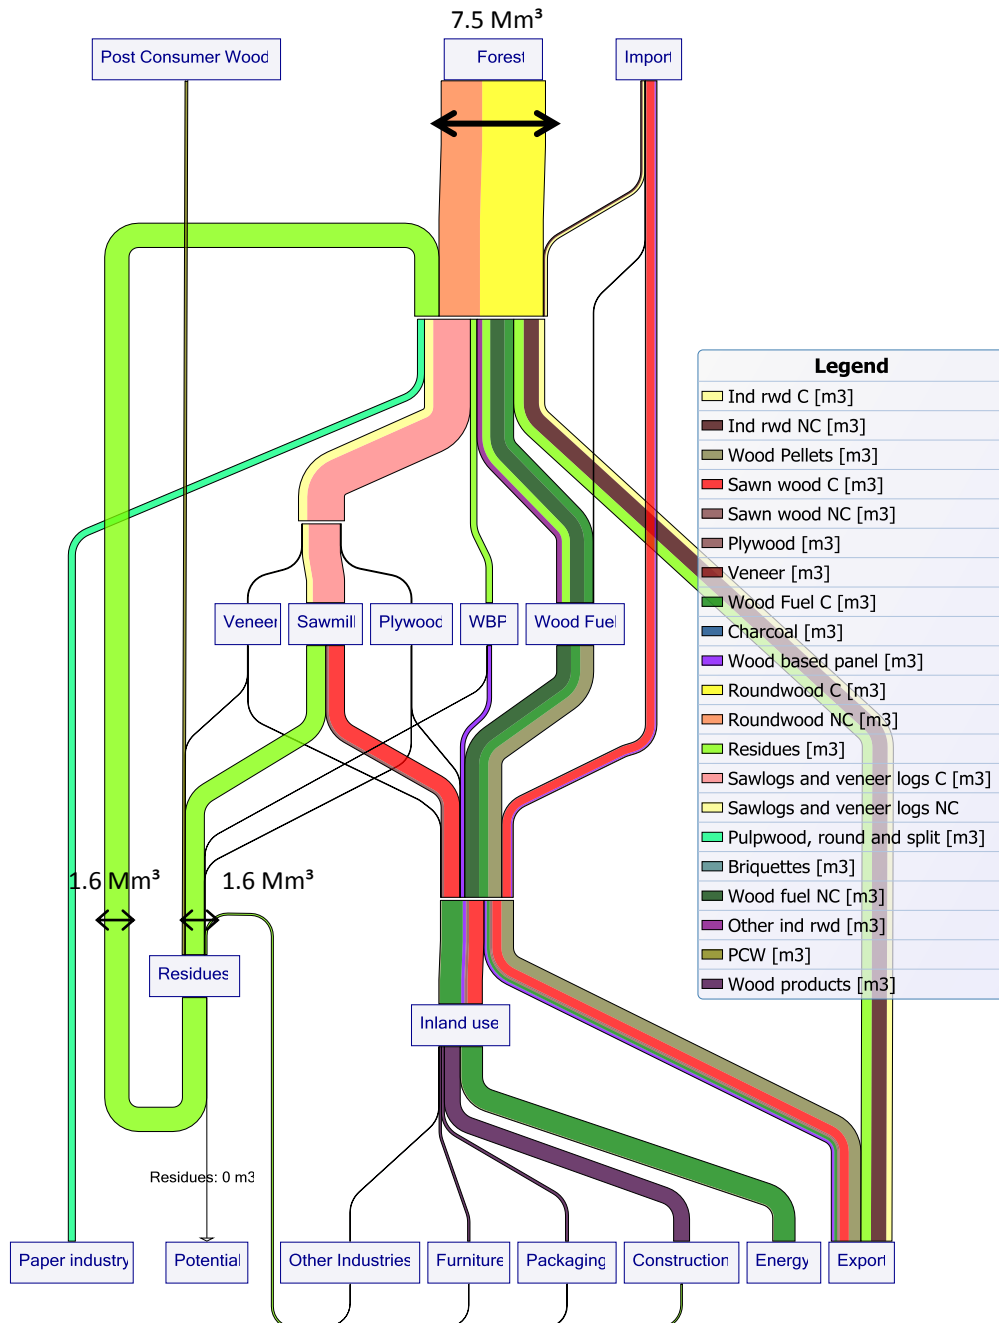 7.5 Mm³
Post Consumer Wood
Forest
Import
Legend
Ind rwd C [m3]
Ind rwd NC [m3]
Wood Pellets [m3]
Sawn wood C [m3]
Sawn wood NC [m3]
Plywood [m3]
Veneer [m3]
Wood Fuel C [m3]
Charcoal [m3]
Wood based panel [m3]
Roundwood C [m3]
Roundwood NC [m3]
Residues [m3]
Sawlogs and veneer logs C [m3]
Sawlogs and veneer logs NC
Pulpwood, round and split [m3]
Briquettes [m3]
Wood fuel NC [m3]
Other ind rwd [m3]
PCW [m3]
Wood products [m3]
Veneer
Sawmill
Plywood
WBP
Wood Fuel
1.6 Mm³
1.6 Mm³
Residues
Inland use
Residues: 0 m3
Paper industry
Potential
Other Industries
Furniture
Packaging
Construction
Energy
Export